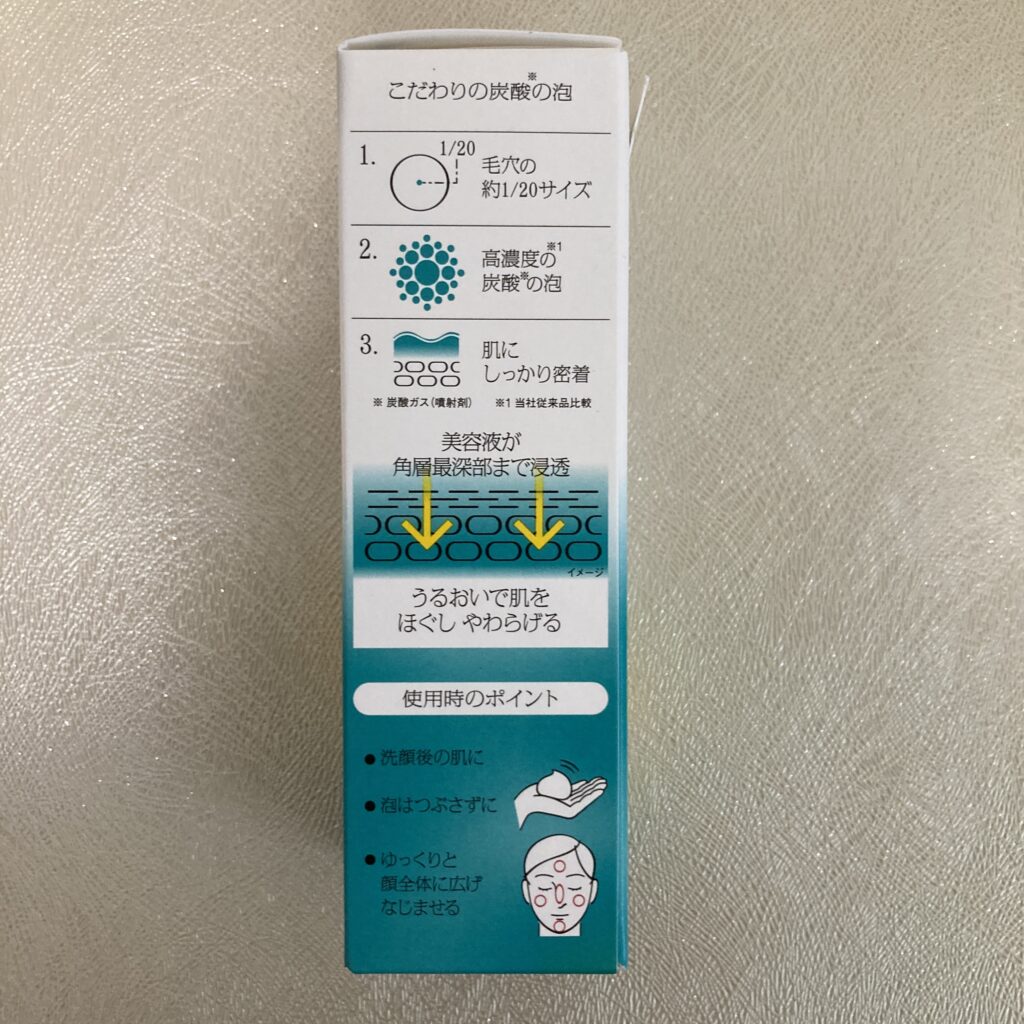 こだわりの炭酸※の泡
1.
1/20
毛穴の
約1/20サイズ
2.
高濃度の※1
炭酸※の泡
3.
肌に
しっかり密着
※ 炭酸ガス(噴射剤)　※1 当社従来品比較
美容液が
角層最深部まで浸透
イメージ
うるおいで肌を
ほぐし やわらげる
使用時のポイント
● 洗顔後の肌に
● 泡はつぶさずに
● ゆっくりと
顔全体に広げ
なじませる